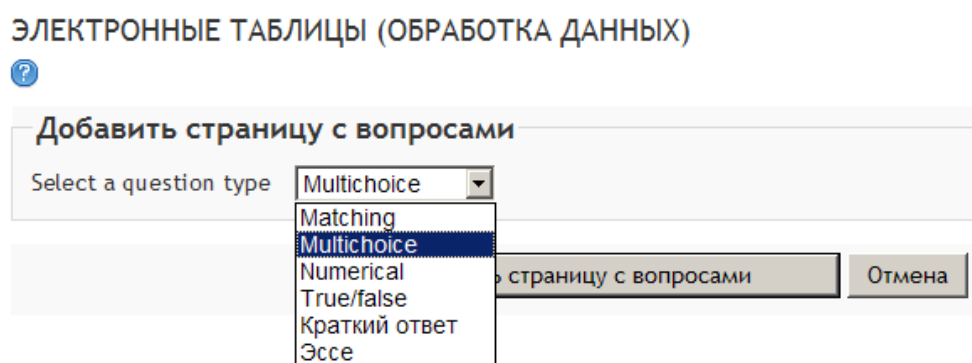 ЭЛЕКТРОННЫЕ ТАБЛИЦЫ (ОБРАБОТКА ДАННЫХ)
?
Добавить страницу с вопросами
Select a question type Multichoice
Matching
Multichoice
Numerical
True/false
Краткий ответ
Эссе
страницу с вопросами
Отмена